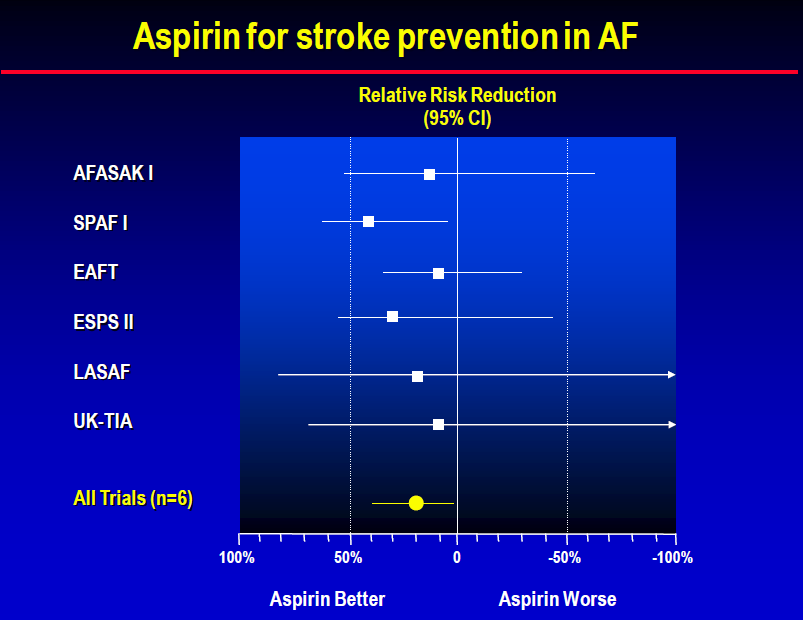 Aspirin for stroke prevention in AF
Relative Risk Reduction
(95% CI)
AFASAK I
SPAF I
EAFT
ESPS II
LASAF
UK-TIA
All Trials (n=6)
100% 50% 0 -50% -100%
Aspirin Better Aspirin Worse